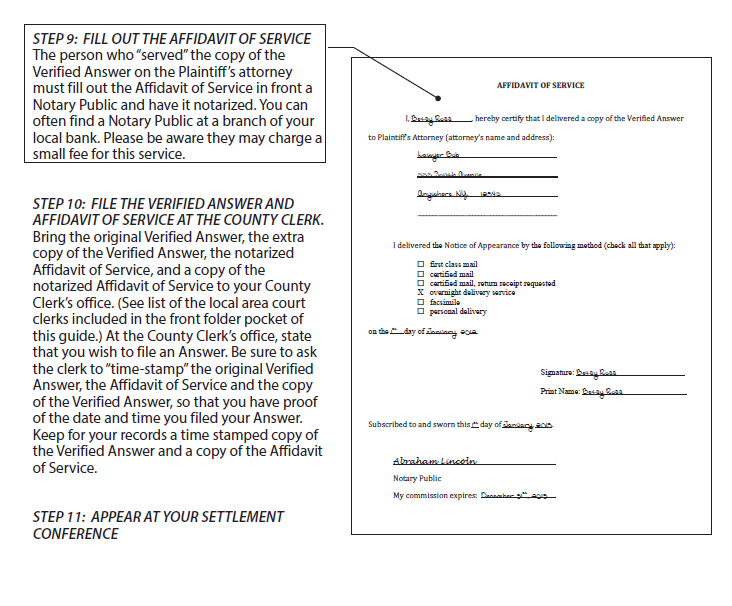 STEP 9: FILL OUT THE AFFIDAVIT OF SERVICE
The person who “served” the copy of the
Verified Answer on the Plaintiff’s attorney
must fill out the Affidavit of Service in front a
Notary Public and have it notarized. You can
often find a Notary Public at a branch of your
local bank. Please be aware they may charge a
small fee for this service.
STEP 10: FILE THE VERIFIED ANSWER AND
AFFIDAVIT OF SERVICE AT THE COUNTY CLERK.
Bring the original Verified Answer, the extra
copy of the Verified Answer, the notarized
Affidavit of Service, and a copy of the
notarized Affidavit of Service to your County
Clerk’s office. (See list of the local area court
clerks included in the front folder pocket of
this guide.) At the County Clerk’s office, state
that you wish to file an Answer. Be sure to ask
the clerk to “time-stamp” the original Verified
Answer, the Affidavit of Service and the copy
of the Verified Answer, so that you have proof
of the date and time you filed your Answer.
Keep for your records a time stamped copy of
the Verified Answer and a copy of the Affidavit
of Service.
STEP 11: APPEAR AT YOUR SETTLEMENT
CONFERENCE
AFFIDAVIT OF SERVICE
I, Betsy Ross, hereby certify that I delivered a copy of the Verified Answer
to Plaintiff’s Attorney (attorney’s name and address):
Lawyer Bob
Avenue
Anywhere, NY 12345
I delivered the Notice of Appearance by the following method (check all that apply):
☐ first class mail
☐ certified mail
☐ certified mail, return receipt requested
X overnight delivery service
☐ facsimile
☐ personal delivery
on the day of January,
Signature: Betsy Ross
Print Name: Betsy Ross
Subscribed to and sworn this day of January,
Abraham Lincoln
Notary Public
My commission expires: December 31st, 2015